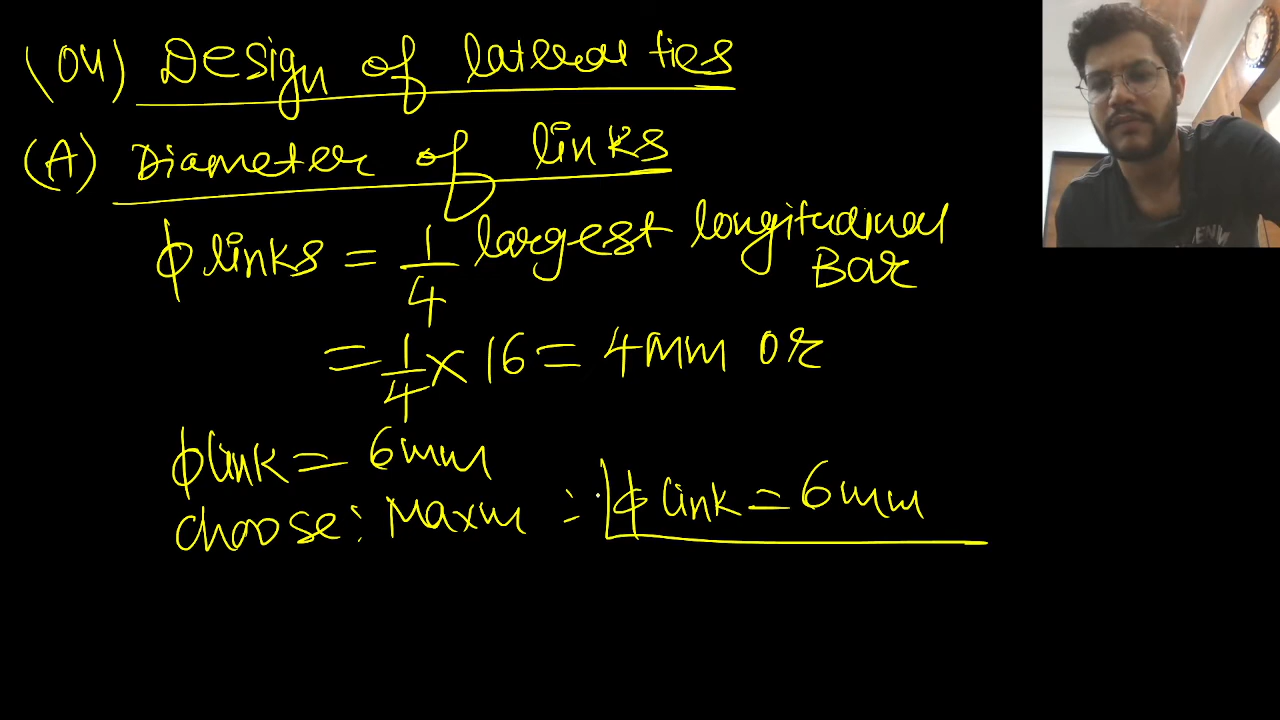 (04) Design of lateral ties
(A) Diameter of links
ϕ links = 1/4 largest longitudinal
Bar
= 1/4 × 16 = 4mm or
ϕ link = 6mm
choose: Maxm = ϕ link = 6mm